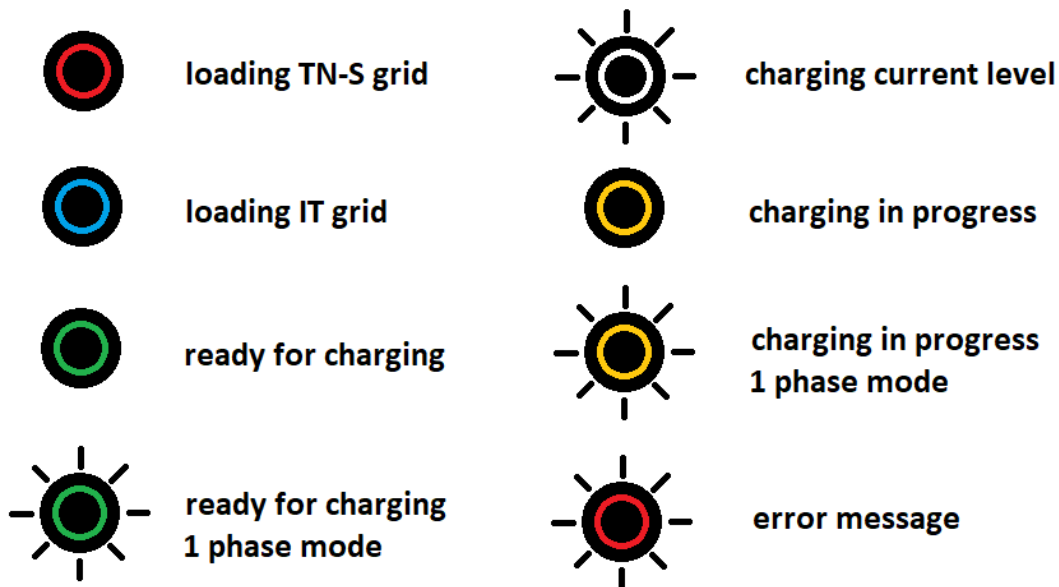 loading TN-S grid
charging current level
loading IT grid
charging in progress
ready for charging
charging in progress
1 phase mode
ready for charging
1 phase mode
error message